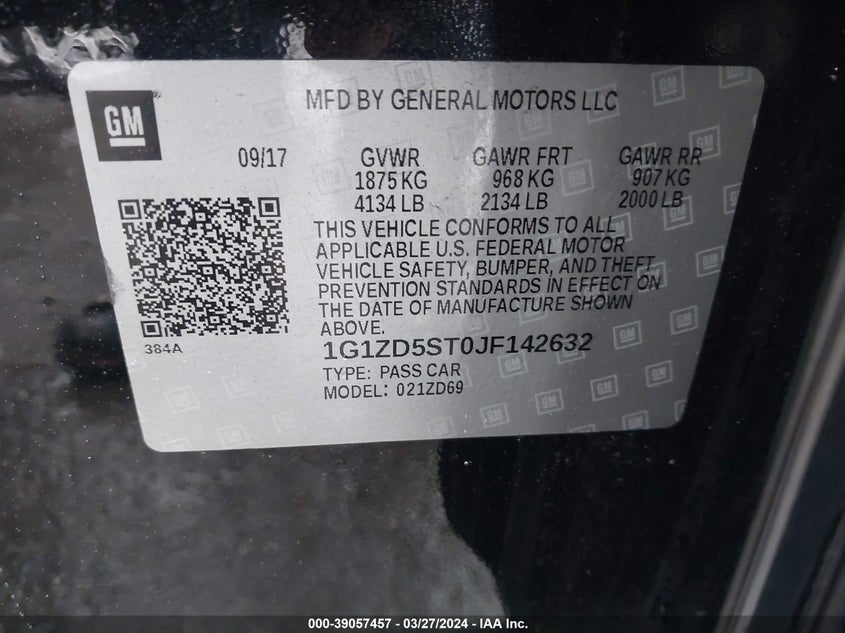 GM
MFD BY GENERAL MOTORS LLC
09/17 GVWR GAWR FRT GAWR RR
1875 KG 968 KG 907 KG
4134 LB 2134 LB 2000 LB
THIS VEHICLE CONFORMS TO ALL
APPLICABLE U.S. FEDERAL MOTOR
VEHICLE SAFETY, BUMPER, AND THEFT
PREVENTION STANDARDS IN EFFECT ON
THE DATE OF MANUFACTURE SHOWN
ABOVE.
384A
1G1ZD5ST0JF142632
TYPE: PASS CAR
MODEL: 021ZD69
000-39057457 - 03/27/2024 - IAA Inc.